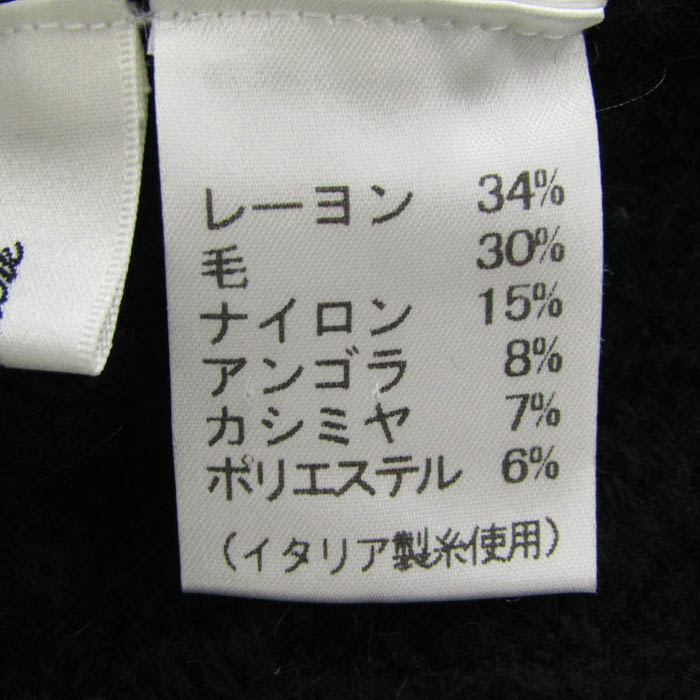 レーヨン 34%
毛 30%
ナイロン 15%
アンゴラ 8%
カシミヤ 7%
ポリエステル 6%
(イタリア製糸使用)